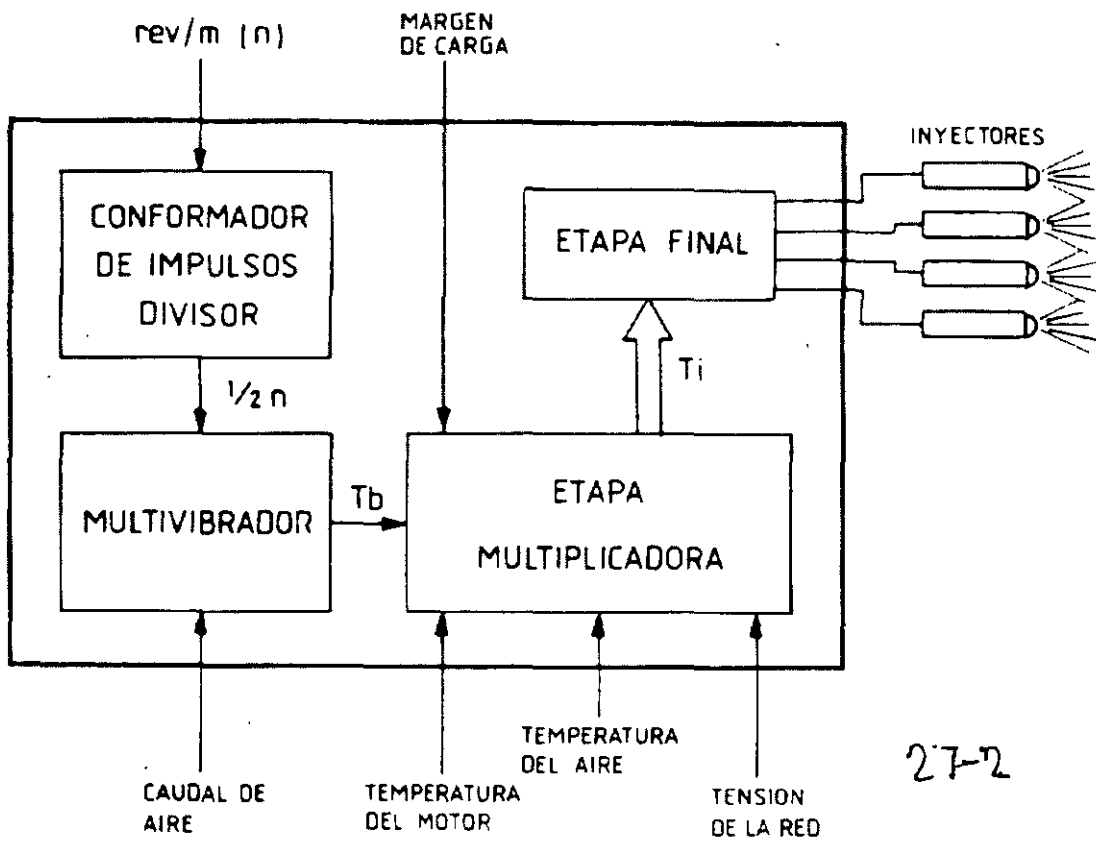 rev/m (n)
MARGEN
DE CARGA
INYECTORES
CONFORMADOR
DE IMPULSOS
DIVISOR
ETAPA FINAL
1/2 n
Ti
MULTIVIBRADOR
Tb
ETAPA
MULTIPLICADORA
CAUDAL DE
AIRE
TEMPERATURA
DEL MOTOR
TEMPERATURA
DEL AIRE
TENSION
DE LA RED
27-2